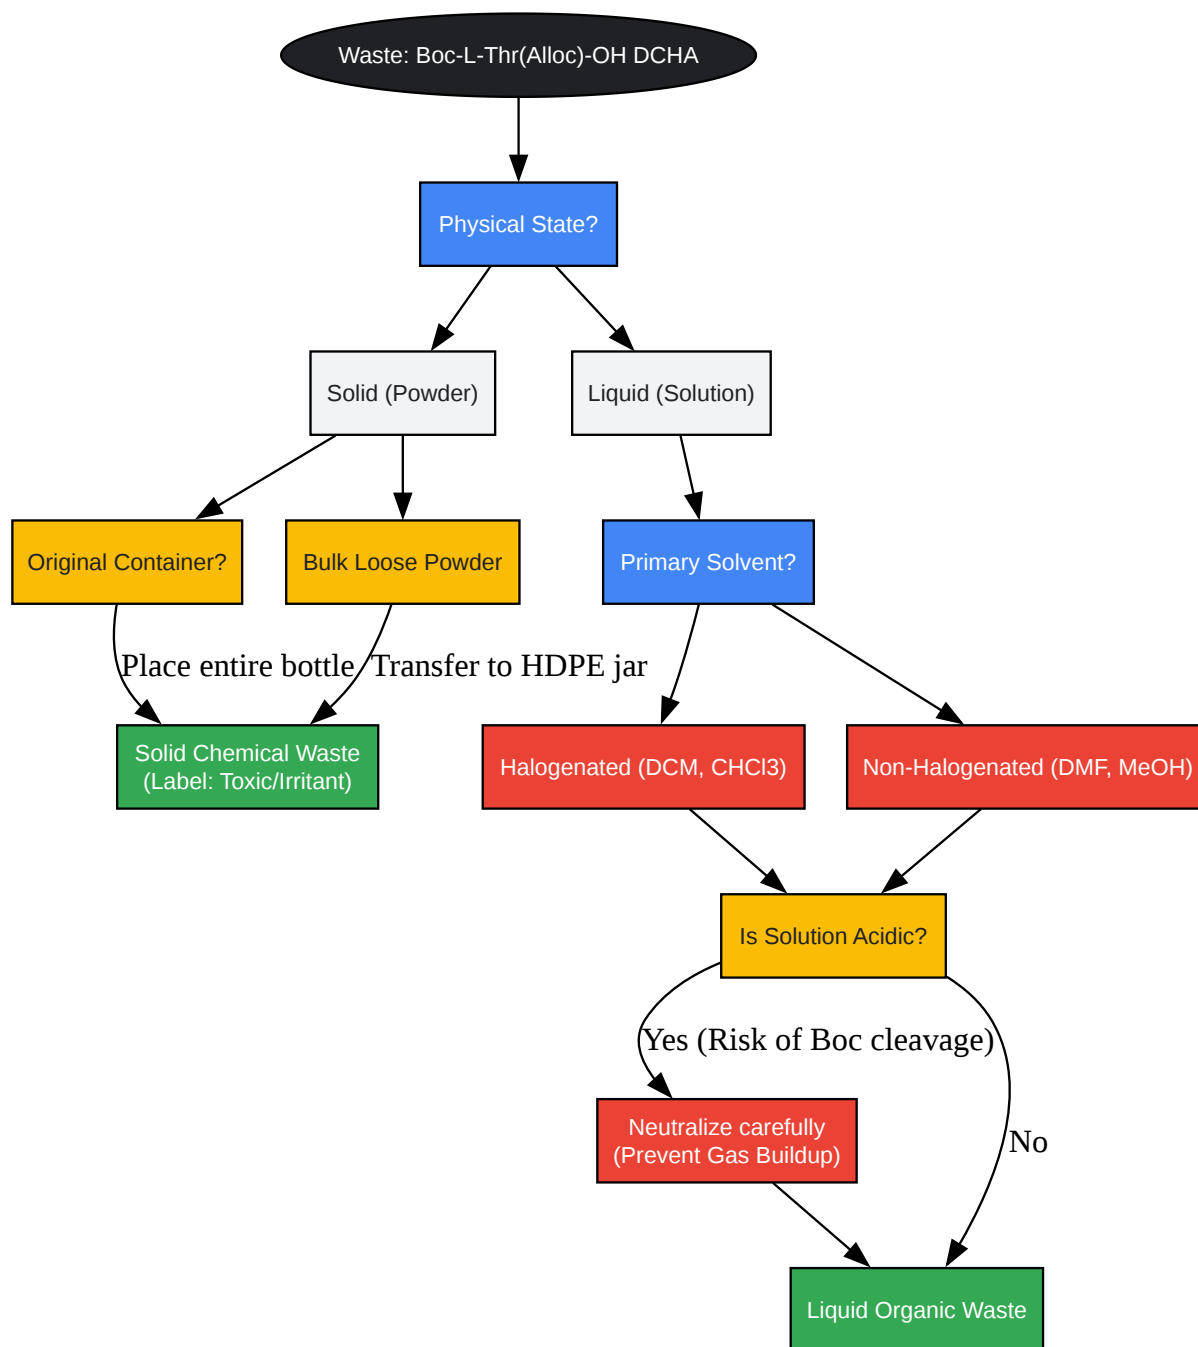 Waste: Boc-L-Thr(Alloc)-OH DCHA
Physical State?
Solid (Powder)
Liquid (Solution)
Original Container?
Bulk Loose Powder
Primary Solvent?
Place entire bottle
Transfer to HDPE jar
Solid Chemical Waste
(Label: Toxic/Irritant)
Halogenated (DCM, CHCl3)
Non-Halogenated (DMF, MeOH)
Is Solution Acidic?
Yes (Risk of Boc cleavage)
Neutralize carefully
(Prevent Gas Buildup)
No
Liquid Organic Waste